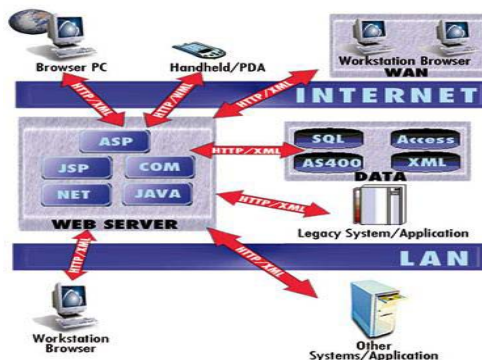 Browser PC
Handheld/PDA
Workstation Browser
WAN
HTTP/XML
HTTP/WML
HTTP/XML
INTERNET
ASP
JSP
COM
NET
JAVA
WEB SERVER
HTTP/XML
SQL
Access
AS400
XML
DATA
HTTP/XML
Legacy System/Application
LAN
HTTP/XML
HTTP/XML
Workstation
Browser
Other
Systems/Application